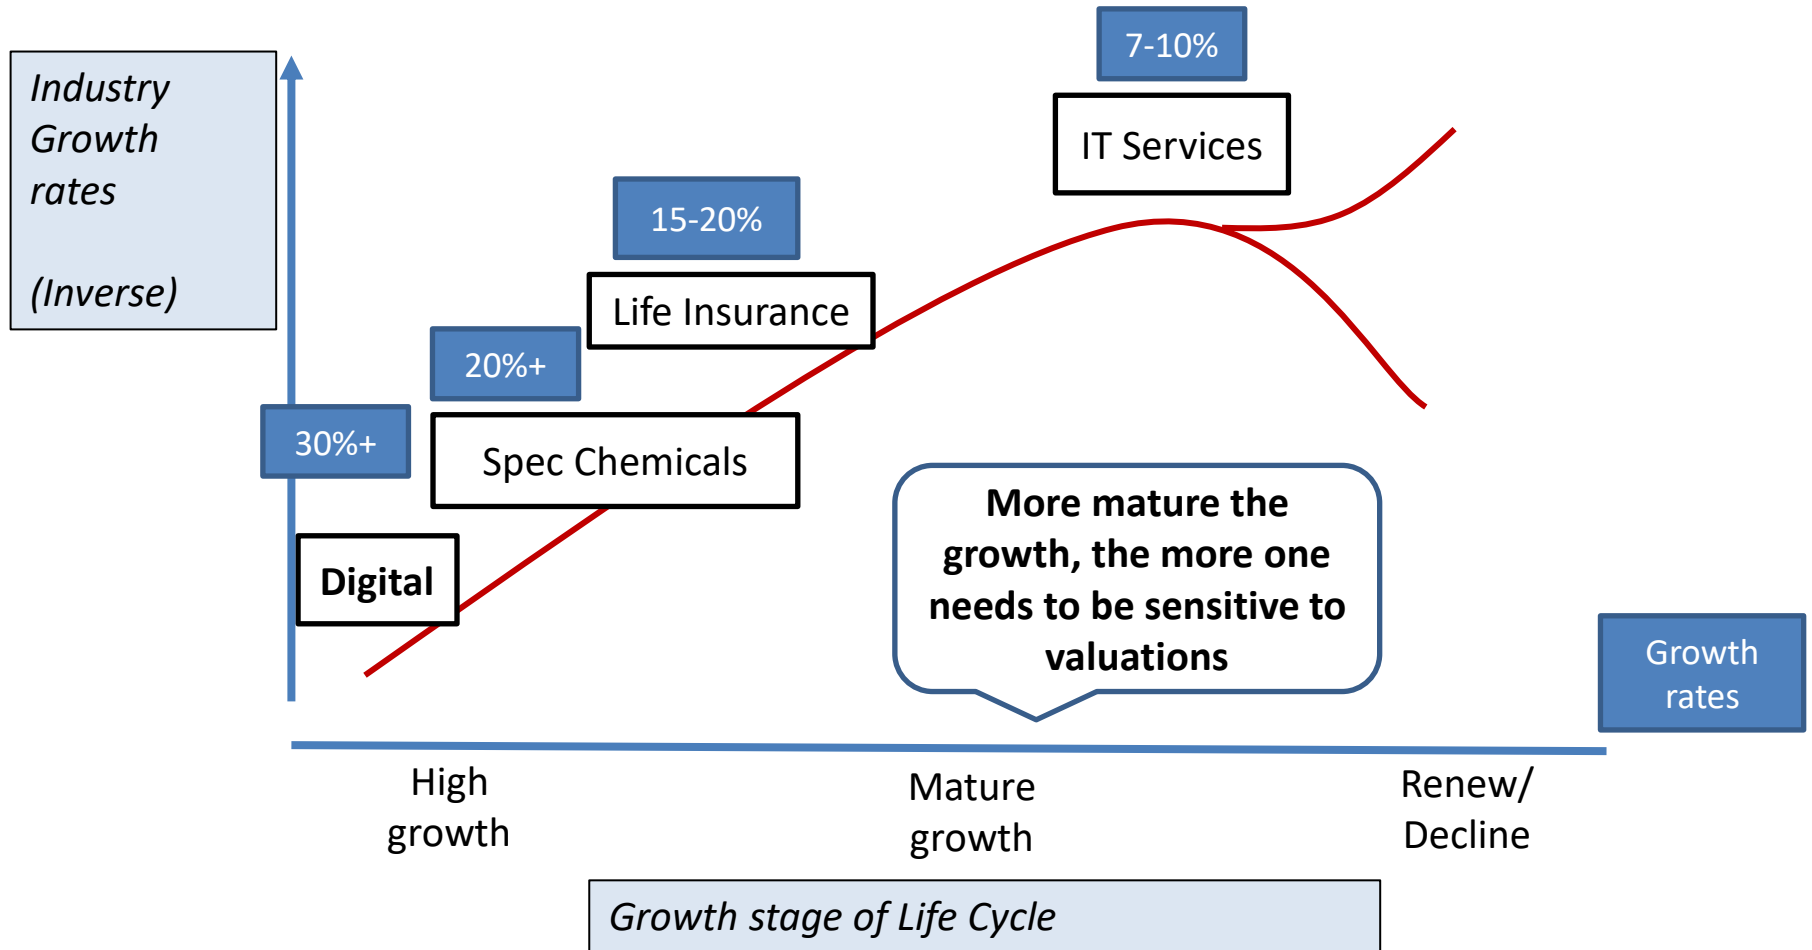 Industry
Growth
rates
(Inverse)
7-10%
IT Services
15-20%
Life Insurance
20%+
Spec Chemicals
30%+
Digital
More mature the
growth, the more one
needs to be sensitive to
valuations
Growth
rates
High
growth
Mature
growth
Renew/
Decline
Growth stage of Life Cycle